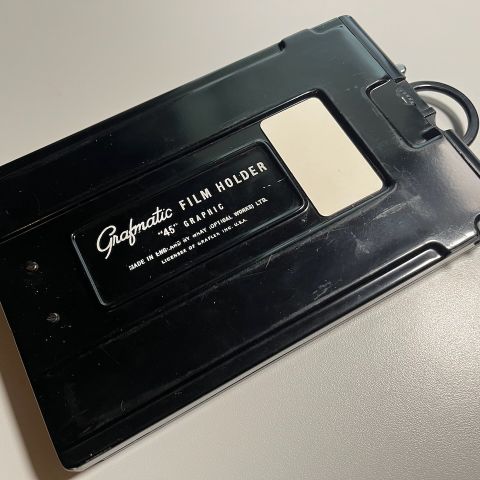 Grafmatic FILM HOLDER
"45" GRAPHIC
MADE IN ENGLAND BY WRAY (OPTICAL WORKS) LTD.
LICENSEE OF GRAFLEX INC. U.S.A.